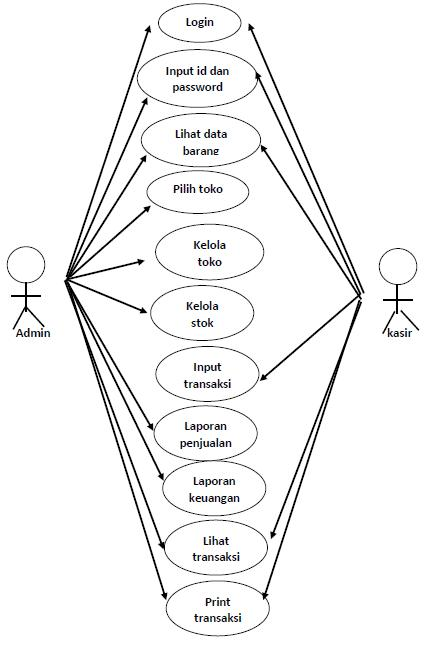 Login
Input id dan
password
Lihat data
barang
Pilih toko
Kelola
toko
Kelola
stok
Admin
kasir
Input
transaksi
Laporan
penjualan
Laporan
keuangan
Lihat
transaksi
Print
transaksi